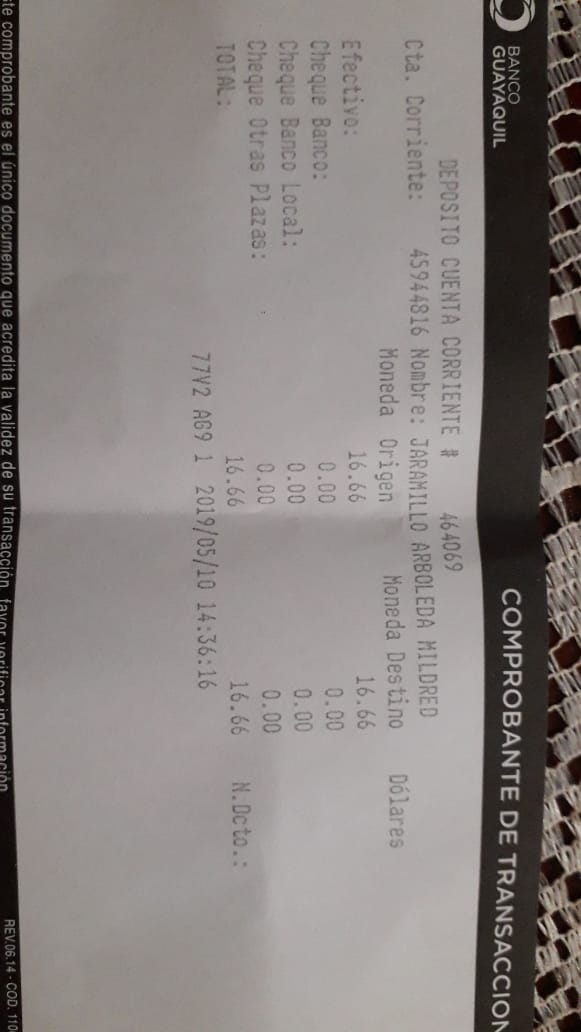 BANCO
GUAYAQUIL
COMPROBANTE DE TRANSACCION
DEPOSITO CUENTA CORRIENTE # 464069
Cta. Corriente: 45944816 Nombre: JARAMILLO ARBOLEDA MILDRED
Moneda Origen Moneda Destino Dólares
Efectivo: 16.66 16.66
Cheque Banco: 0.00 0.00
Cheque Banco Local: 0.00 0.00
Cheque Otras Plazas: 0.00 0.00
TOTAL: 16.66 16.66 N.Dcto.:
77V2 AG9 1 2019/05/10 14:36:16
ste comprobante es el único documento que acredita la validez de su transacción, favor verificar información
REV.06.14 - COD. 110